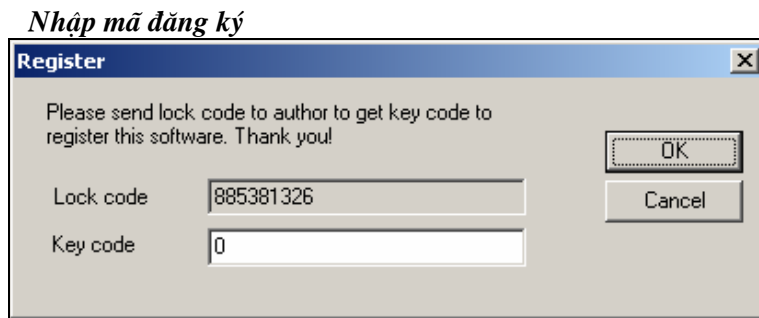 Nhập mã đăng ký
Register
Please send lock code to author to get key code to
register this software. Thank you!
OK
Lock code 885381326
Cancel
Key code 0